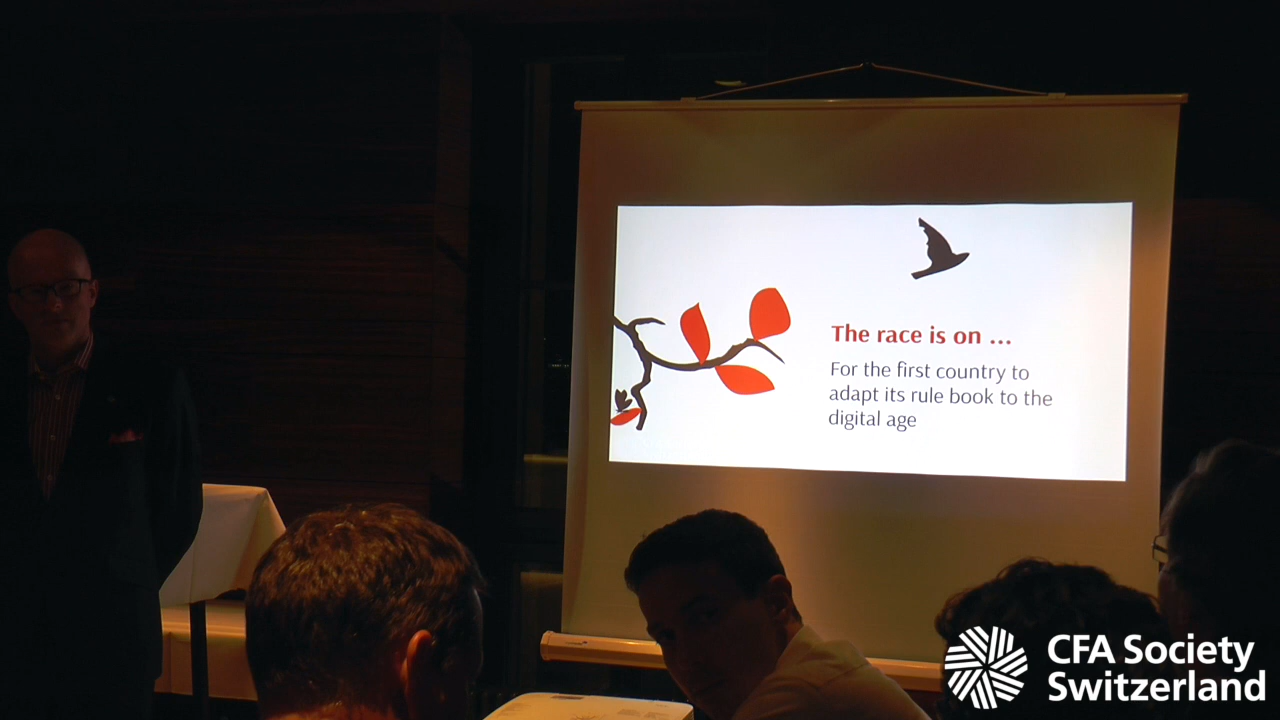 The race is on ...
For the first country to
adapt its rule book to the
digital age
CFA Society
Switzerland